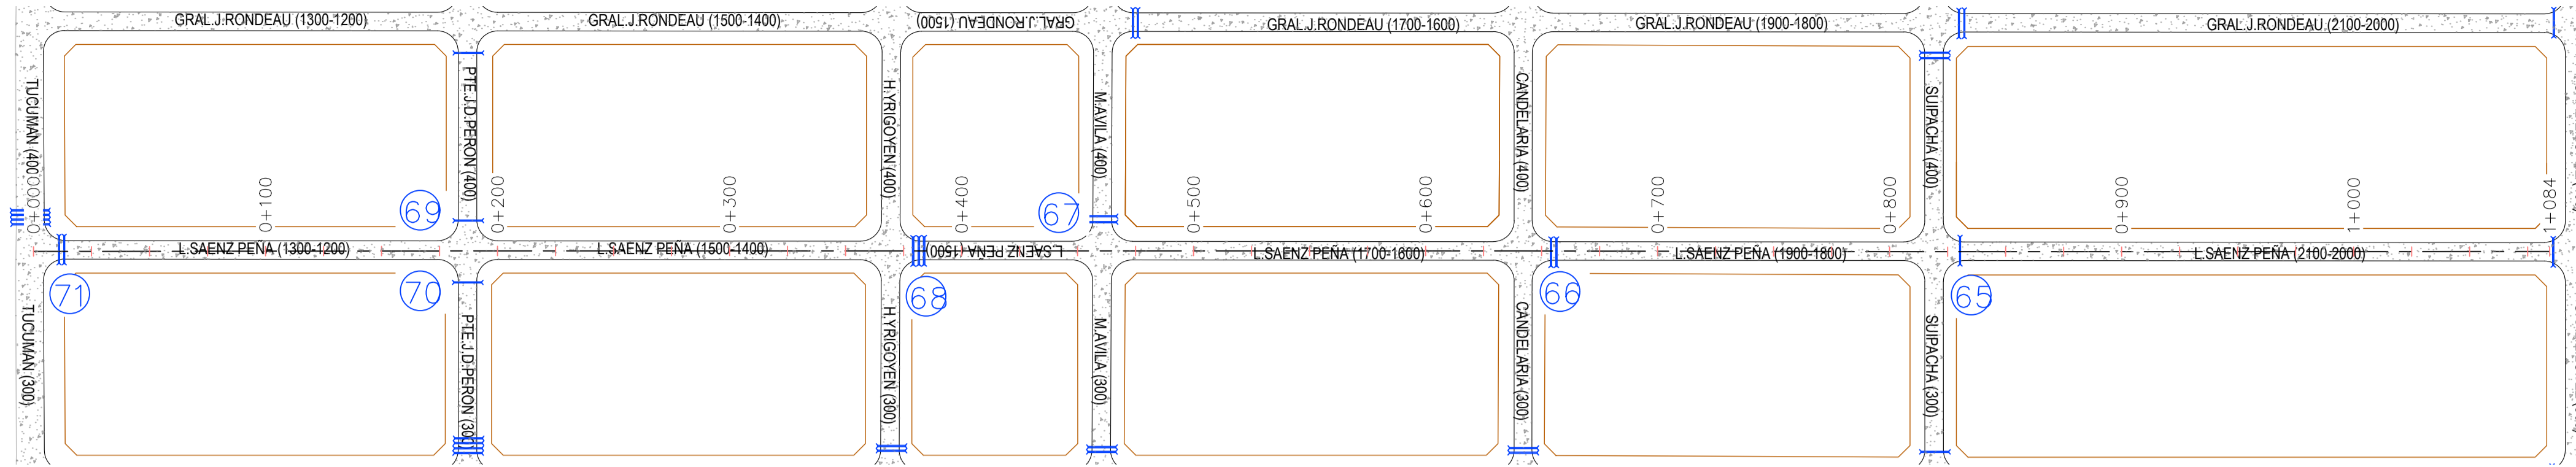 GRAL.J.RONDEAU (1300-1200)
GRAL.J.RONDEAU (1500-1400)
GRAL.J.RONDEAU (1500)
GRAL.J.RONDEAU (1700-1600)
GRAL.J.RONDEAU (1900-1800)
GRAL.J.RONDEAU (2100-2000)
TUCUMAN (400)
PTE.J.D.PERON (400)
H.YRIGOYEN (400)
M.AVILA (400)
CANDELARIA (400)
SUIPACHA (400)
0+000
0+100
69
0+200
0+300
0+400
67
0+500
0+600
0+700
0+800
0+900
1+000
1+084
L.SAENZ PEÑA (1300-1200)
L.SAENZ PEÑA (1500-1400)
L.SAENZ PEÑA (1500)
L.SAENZ PEÑA (1700-1600)
L.SAENZ PEÑA (1900-1800)
L.SAENZ PEÑA (2100-2000)
71
70
68
66
65
TUCUMAN (300)
PTE.J.D.PERON (300)
H.YRIGOYEN (300)
M.AVILA (300)
CANDELARIA (300)
SUIPACHA (300)